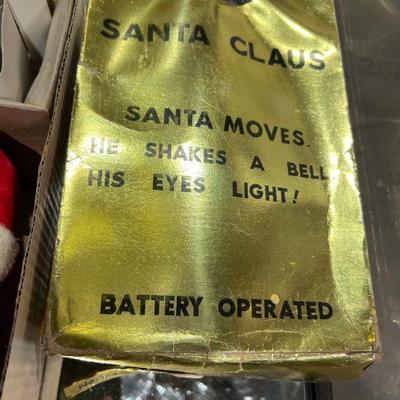 SANTA CLAUS
SANTA MOVES.
HE SHAKES A BELL
HIS EYES LIGHT!
BATTERY OPERATED